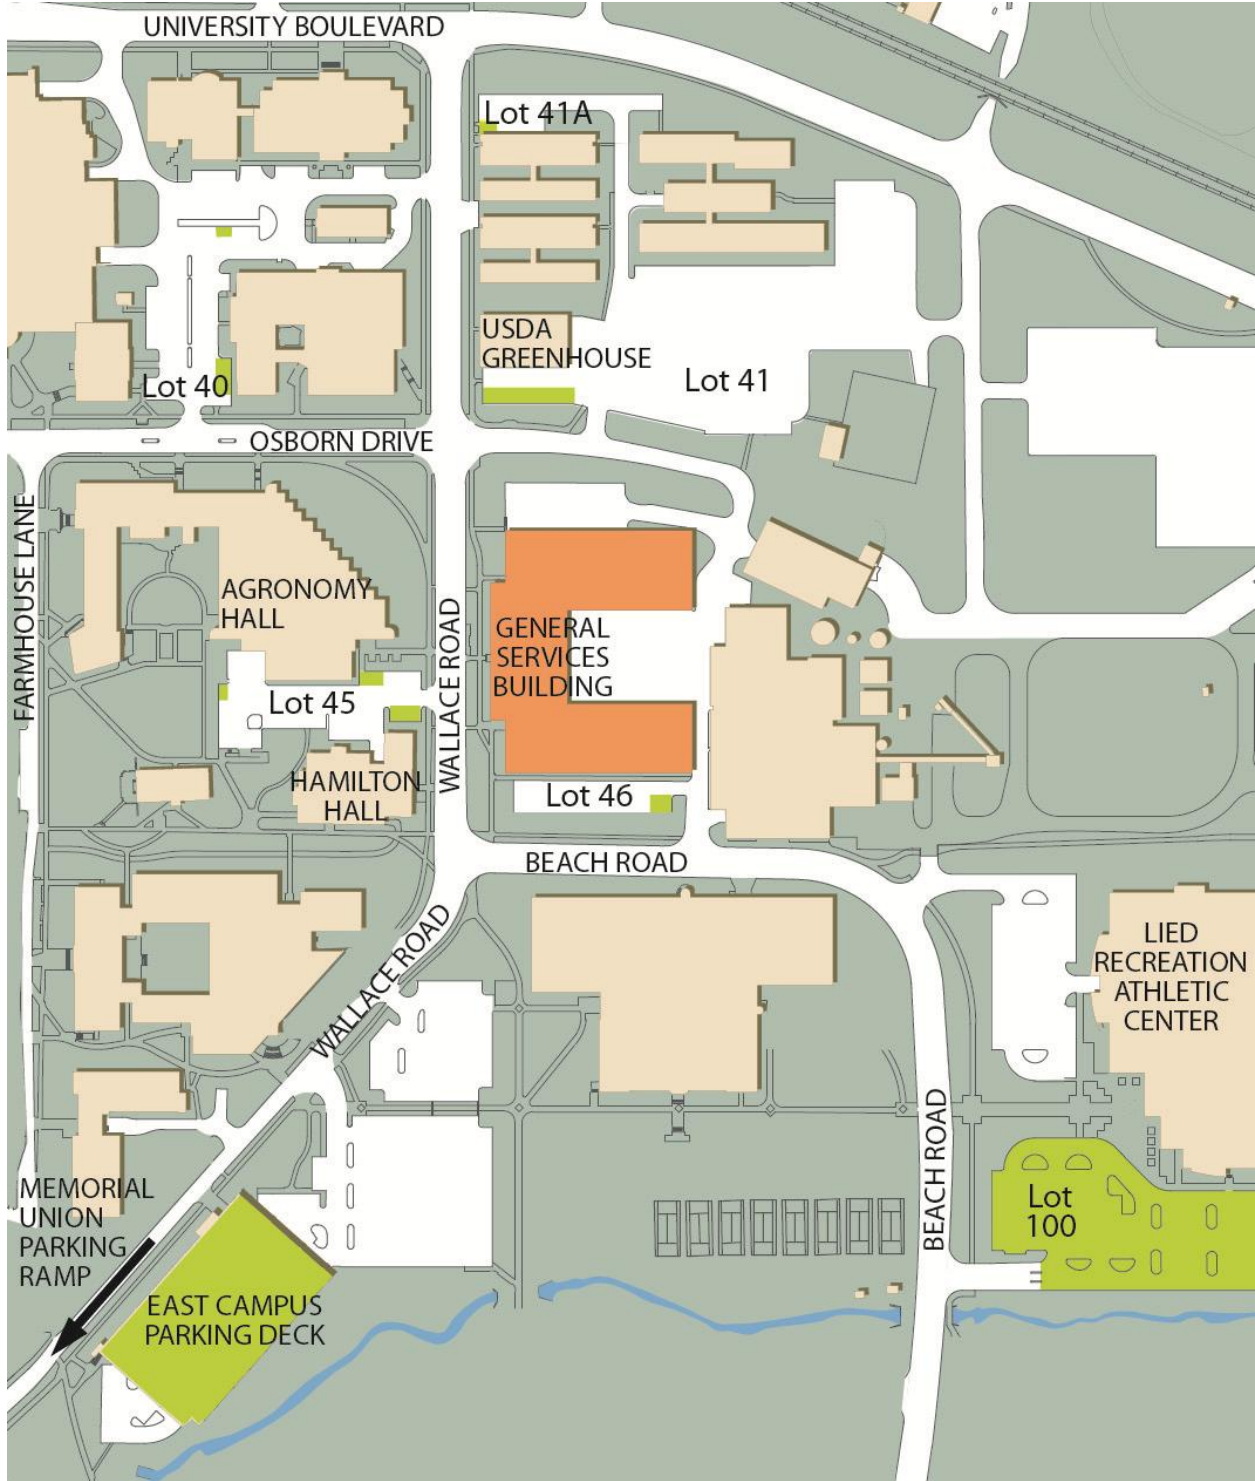 UNIVERSITY BOULEVARD
Lot 41A
USDA
GREENHOUSE
Lot 40
Lot 41
OSBORN DRIVE
FARMHOUSE LANE
AGRONOMY
HALL
WALLACE ROAD
GENERAL
SERVICES
BUILDING
Lot 45
HAMILTON
HALL
Lot 46
BEACH ROAD
WALLACE ROAD
LIED
RECREATION
ATHLETIC
CENTER
BEACH ROAD
MEMORIAL
UNION
PARKING
RAMP
Lot
100
EAST CAMPUS
PARKING DECK